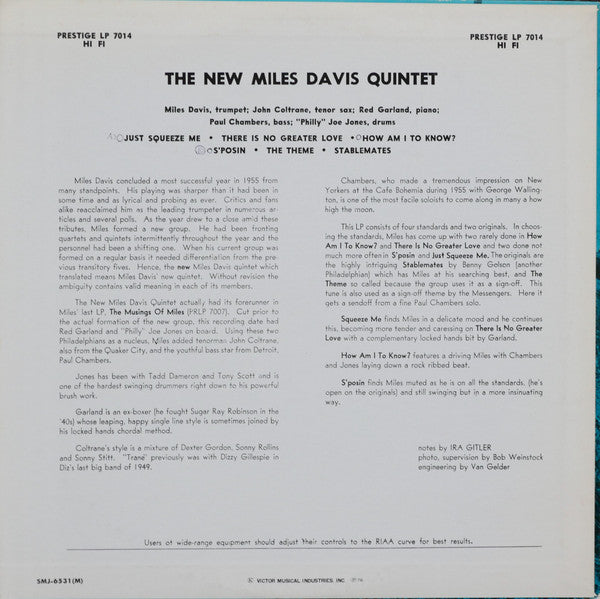 PRESTIGE LP 7014
HI FI
PRESTIGE LP 7014
HI FI
THE NEW MILES DAVIS QUINTET
Miles Davis, trumpet; John Coltrane, tenor sax; Red Garland, piano;
Paul Chambers, bass; "Philly" Joe Jones, drums
JUST SQUEEZE ME • THERE IS NO GREATER LOVE • HOW AM I TO KNOW?
S'POSIN • THE THEME • STABLEMATES
Miles Davis concluded a most successful year in 1955 from
many standpoints. His playing was sharper than it had been in
some time and as lyrical and probing as ever. Critics and fans
alike reacclaimed him as the leading trumpeter in numerous art-
icles and several polls. As the year drew to a close amid these
tributes, Miles formed a new group. He had been fronting
quartets and quintets intermittently throughout the year and the
personnel had been a shifting one. When this current group was
formed on a regular basis it needed differentiation from the pre-
vious transitory fives. Hence, the new Miles Davis quintet which
translated means Miles Davis' new quintet. Without revision the
ambiguity contains valid meaning in each of its members.
The New Miles Davis Quintet actually had its forerunner in
Miles' last LP, The Musings Of Miles (PRLP 7007). Cut prior to
the actual formation of the new group, this recording date had
Red Garland and "Philly" Joe Jones on board. Using these two
Philadelphians as a nucleus, Miles added tenorman John Coltrane,
also from the Quaker City, and the youthful bass star from Detroit,
Paul Chambers.
Jones has been with Tadd Dameron and Tony Scott and is
one of the hardest swinging drummers right down to his powerful
brush work.
Garland is an ex-boxer (he fought Sugar Ray Robinson in the
'40s) whose leaping, happy single line style is sometimes joined by
his locked hands chordal method.
Coltrane's style is a mixture of Dexter Gordon, Sonny Rollins
and Sonny Stitt. "Trane" previously was with Dizzy Gillespie in
Diz's last big band of 1949.
Chambers, who made a tremendous impression on New
Yorkers at the Cafe Bohemia during 1955 with George Walling-
ton, is one of the most facile soloists to come along in many a how
high the moon.
This LP consists of four standards and two originals. In choos-
ing the standards, Miles has come up with two rarely done in How
Am I To Know? and There Is No Greater Love and two done not
much more often in S'posin and Just Squeeze Me. The originals are
the highly intriguing Stablemates by Benny Golson (another
Philadelphian) which has Miles at his searching best, and The
Theme so called because the group uses it as a sign-off. This
tune is also used as a sign-off theme by the Messengers. Here it
gets a sendoff from a fine Paul Chambers solo.
Squeeze Me finds Miles in a delicate mood and he continues
this, becoming more tender and caressing on There Is No Greater
Love with a complementary locked hands bit by Garland.
How Am I To Know? features a driving Miles with Chambers
and Jones laying down a rock ribbed beat.
S'posin finds Miles muted as he is on all the standards, (he's
open on the originals) and still swinging but in a more insinuating
way.
notes by IRA GITLER
photo, supervision by Bob Weinstock
engineering by Van Gelder
Users of wide-range equipment should adjust their controls to the RIAA curve for best results.
SMJ-6531(M)
VICTOR MUSICAL INDUSTRIES, INC.